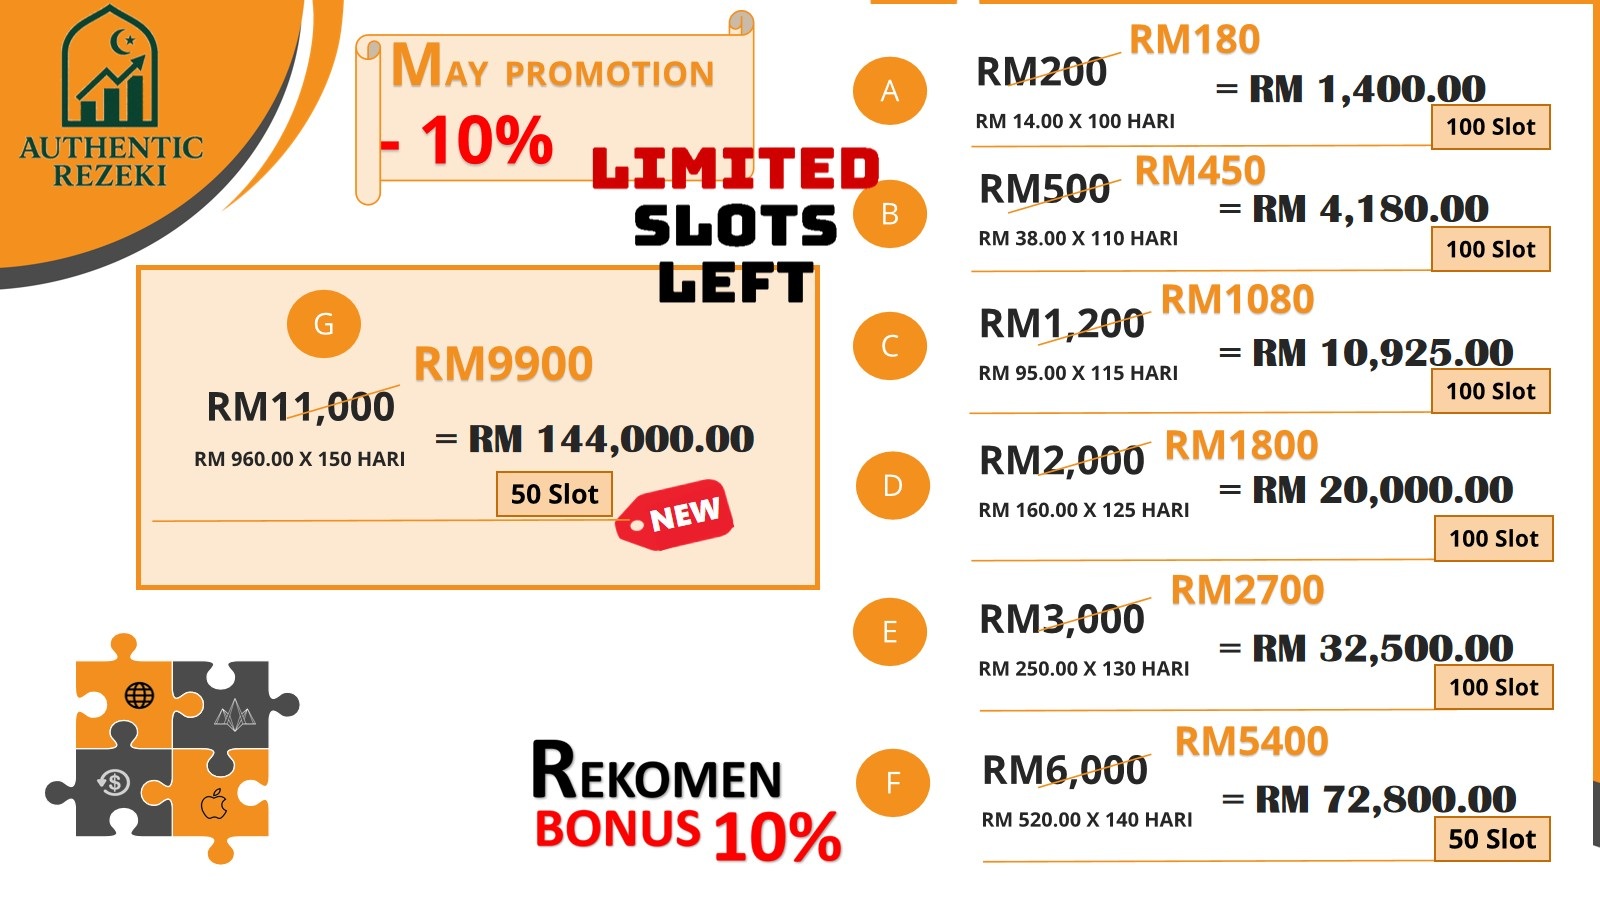 AUTHENTIC
REZEKI
MAY PROMOTION
- 10%
LIMITED
SLOTS
LEFT
G
RM9900
RM11,000
= RM 144,000.00
RM 960.00 X 150 HARI
50 Slot
NEW
REKOMEN
BONUS 10%
A
RM180
RM200
= RM 1,400.00
RM 14.00 X 100 HARI
100 Slot
B
RM450
RM500
= RM 4,180.00
RM 38.00 X 110 HARI
100 Slot
C
RM1080
RM1,200
= RM 10,925.00
RM 95.00 X 115 HARI
100 Slot
D
RM1800
RM2,000
= RM 20,000.00
RM 160.00 X 125 HARI
100 Slot
E
RM2700
RM3,000
= RM 32,500.00
RM 250.00 X 130 HARI
100 Slot
F
RM5400
RM6,000
= RM 72,800.00
RM 520.00 X 140 HARI
50 Slot